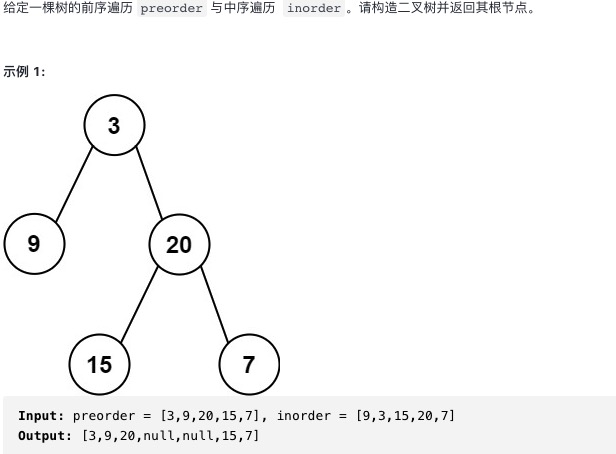 给定一棵树的前序遍历 preorder 与中序遍历 inorder。请构造二叉树并返回其根节点。
示例 1:
3
9 20
15 7
Input: preorder = [3,9,20,15,7], inorder = [9,3,15,20,7]
Output: [3,9,20,null,null,15,7]